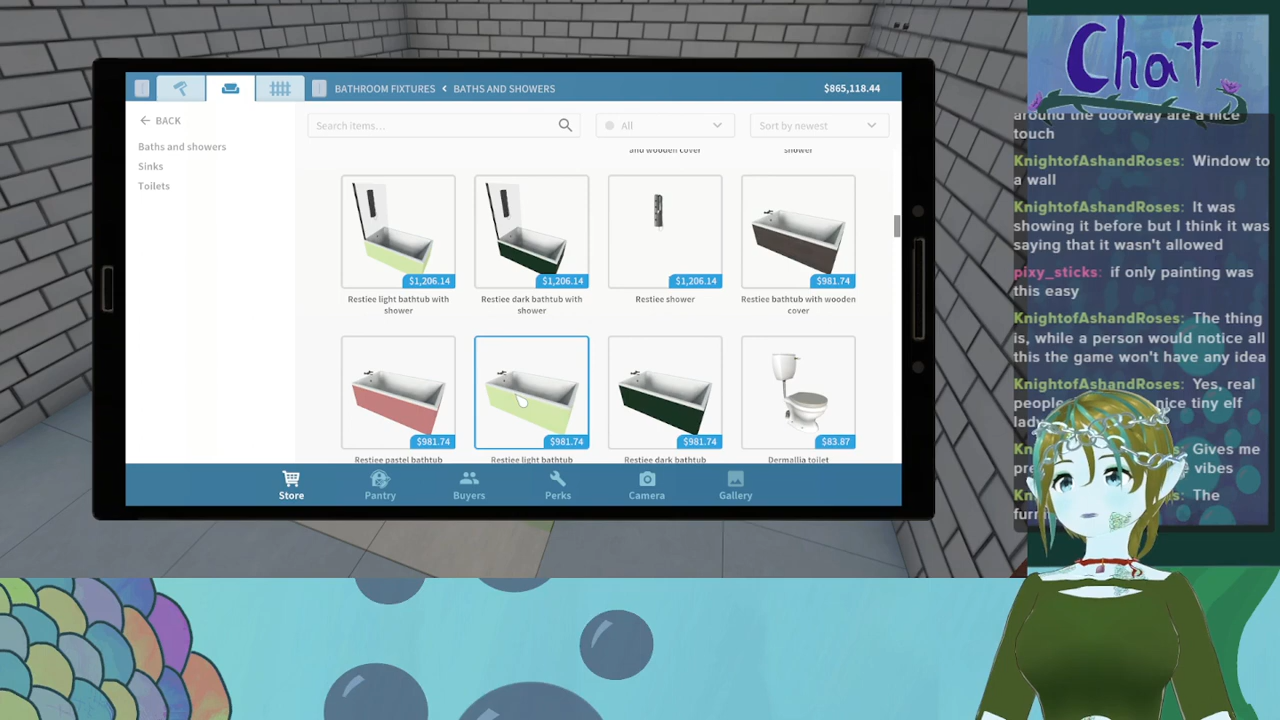 BATHROOM FIXTURES < BATHS AND SHOWERS
$865,118.44
BACK
Baths and showers
Sinks
Toilets
Search items...
All
Sort by newest
and wooden cover
shower
$1,206.14
$1,206.14
$1,206.14
$981.74
Restiee light bathtub with
shower
Restiee dark bathtub with
shower
Restiee shower
Restiee bathtub with wooden
cover
$981.74
$981.74
$981.74
$83.87
Restiee pastel bathtub
Restiee light bathtub
Restiee dark bathtub
Dermallia toilet
Store
Pantry
Buyers
Perks
Camera
Gallery
Chat
around the doorway are a nice
touch
KnightofAshandRoses: Window to
a wall
KnightofAshandRoses: It was
showing it before but I think it was
saying that it wasn't allowed
pixy_sticks: if only painting was
this easy
KnightofAshandRoses: The thing
is, while a person would notice all
this the game won't have any idea
KnightofAshandRoses: Yes, real
nice tiny elf
Gives me
vibes
The